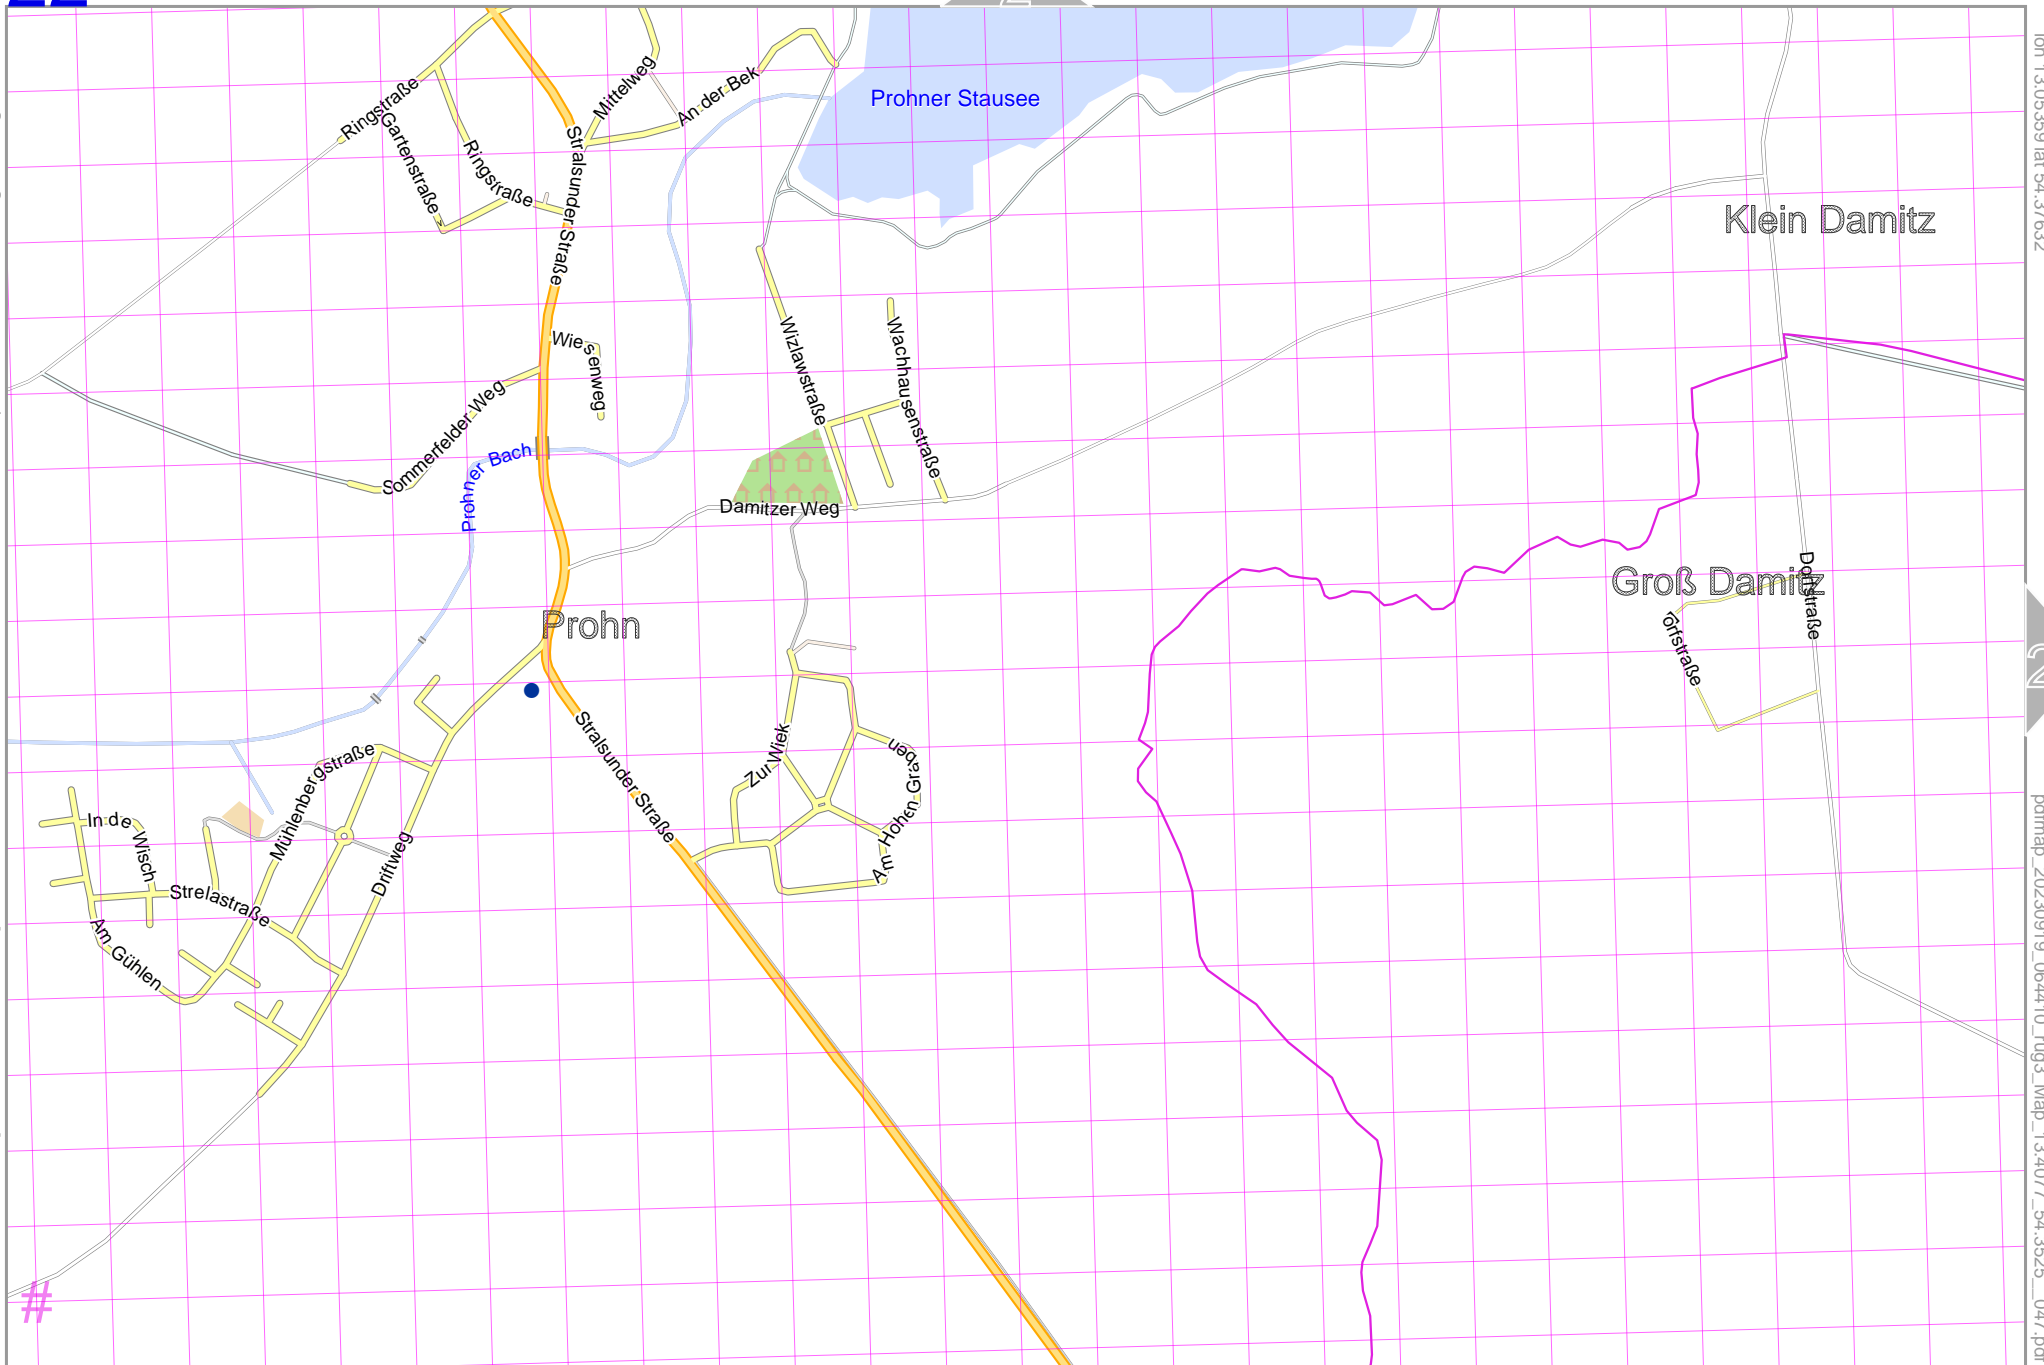 Prohner Stausee
Mittelweg
An der Bek
Ringstraße
Gartenstraße
Ringstraße
Stralsunder Straße
Klein Damitz
Wiesenweg
Wizlawstraße
Wachhausenstraße
Sommerfelder Weg
Prohner Bach
Damitzer Weg
Groß Damitz
Dorfstraße
Prohn
Stralsunder Straße
Zur Wiek
Am Hohen Graben
Mühlenbergstraße
In de Wisch
Driftweg
Strelastraße
Am Gühlen
#